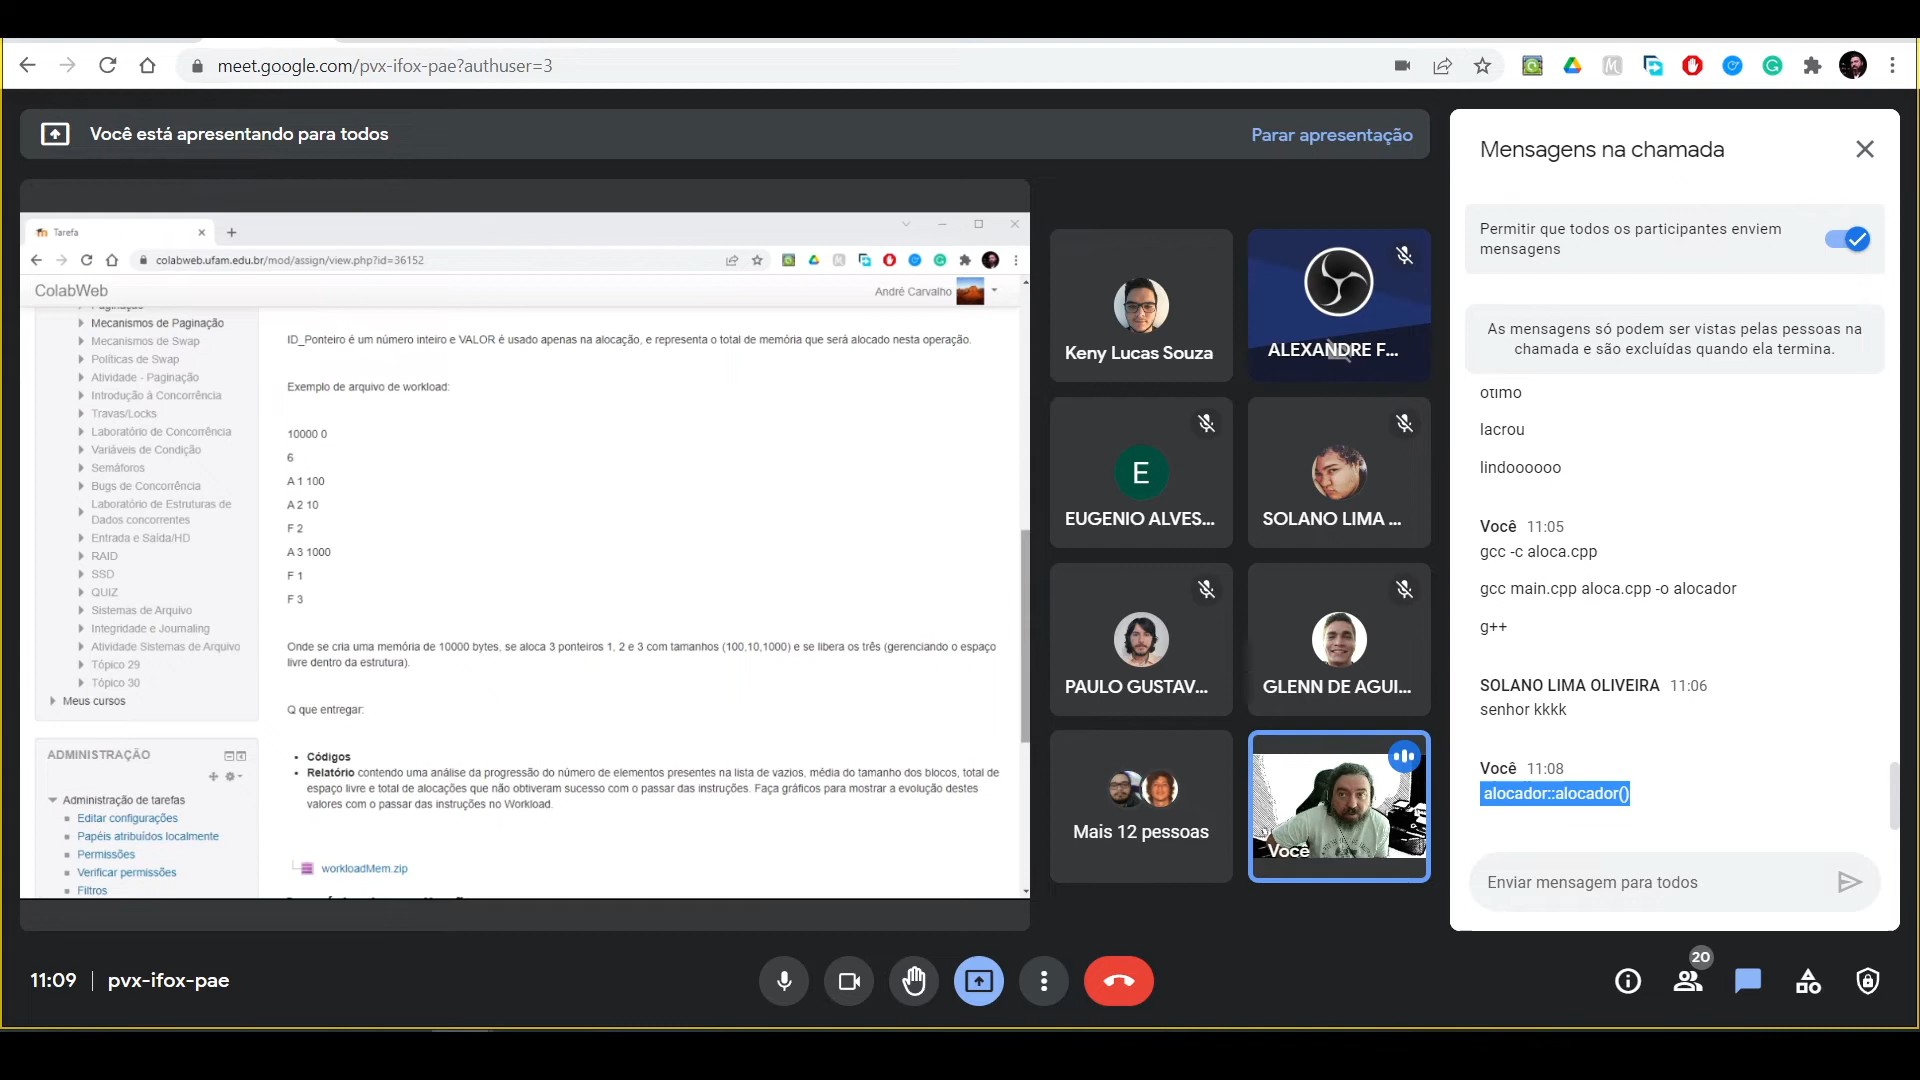 meet.google.com/pvx-ifox-pae?authuser=3
Você está apresentando para todos
Parar apresentação
Tarefa
colabweb.ufam.edu.br/mod/assign/view.php?id=36152
ColabWeb
André Carvalho
Paginação
Mecanismos de Paginação
Mecanismos de Swap
Políticas de Swap
Atividade - Paginação
Introdução à Concorrência
Travas/Locks
Laboratório de Concorrência
Variáveis de Condição
Semáforos
Bugs de Concorrência
Laboratório de Estruturas de
Dados concorrentes
Entrada e Saída/HD
RAID
SSD
QUIZ
Sistemas de Arquivo
Integridade e Journaling
Atividade Sistemas de Arquivo
Tópico 29
Tópico 30
Meus cursos
ADMINISTRAÇÃO
Administração de tarefas
Editar configurações
Papéis atribuídos localmente
Permissões
Verificar permissões
Filtros
ID_Ponteiro é um número inteiro e VALOR é usado apenas na alocação, e representa o total de memória que será alocado nesta operação.
Exemplo de arquivo de workload:
10000 0
6
A 1 100
A 2 10
F 2
A 3 1000
F 1
F 3
Onde se cria uma memória de 10000 bytes, se aloca 3 ponteiros 1, 2 e 3 com tamanhos (100,10,1000) e se libera os três (gerenciando o espaço
livre dentro da estrutura).
Q que entregar:
Códigos
Relatório contendo uma análise da progressão do número de elementos presentes na lista de vazios, média do tamanho dos blocos, total de
espaço livre e total de alocações que não obtiveram sucesso com o passar das instruções. Faça gráficos para mostrar a evolução destes
valores com o passar das instruções no Workload.
workloadMem.zip
Keny Lucas Souza
ALEXANDRE F...
E
EUGENIO ALVES...
SOLANO LIMA ...
PAULO GUSTAV...
GLENN DE AGUI...
Mais 12 pessoas
Você
Mensagens na chamada
Permitir que todos os participantes enviem
mensagens
As mensagens só podem ser vistas pelas pessoas na
chamada e são excluídas quando ela termina.
otimo
lacrou
lindoooooo
Você 11:05
gcc -c aloca.cpp
gcc main.cpp aloca.cpp -o alocador
g++
SOLANO LIMA OLIVEIRA 11:06
senhor kkkk
Você 11:08
alocador::alocador()
Enviar mensagem para todos
11:09 | pvx-ifox-pae
20